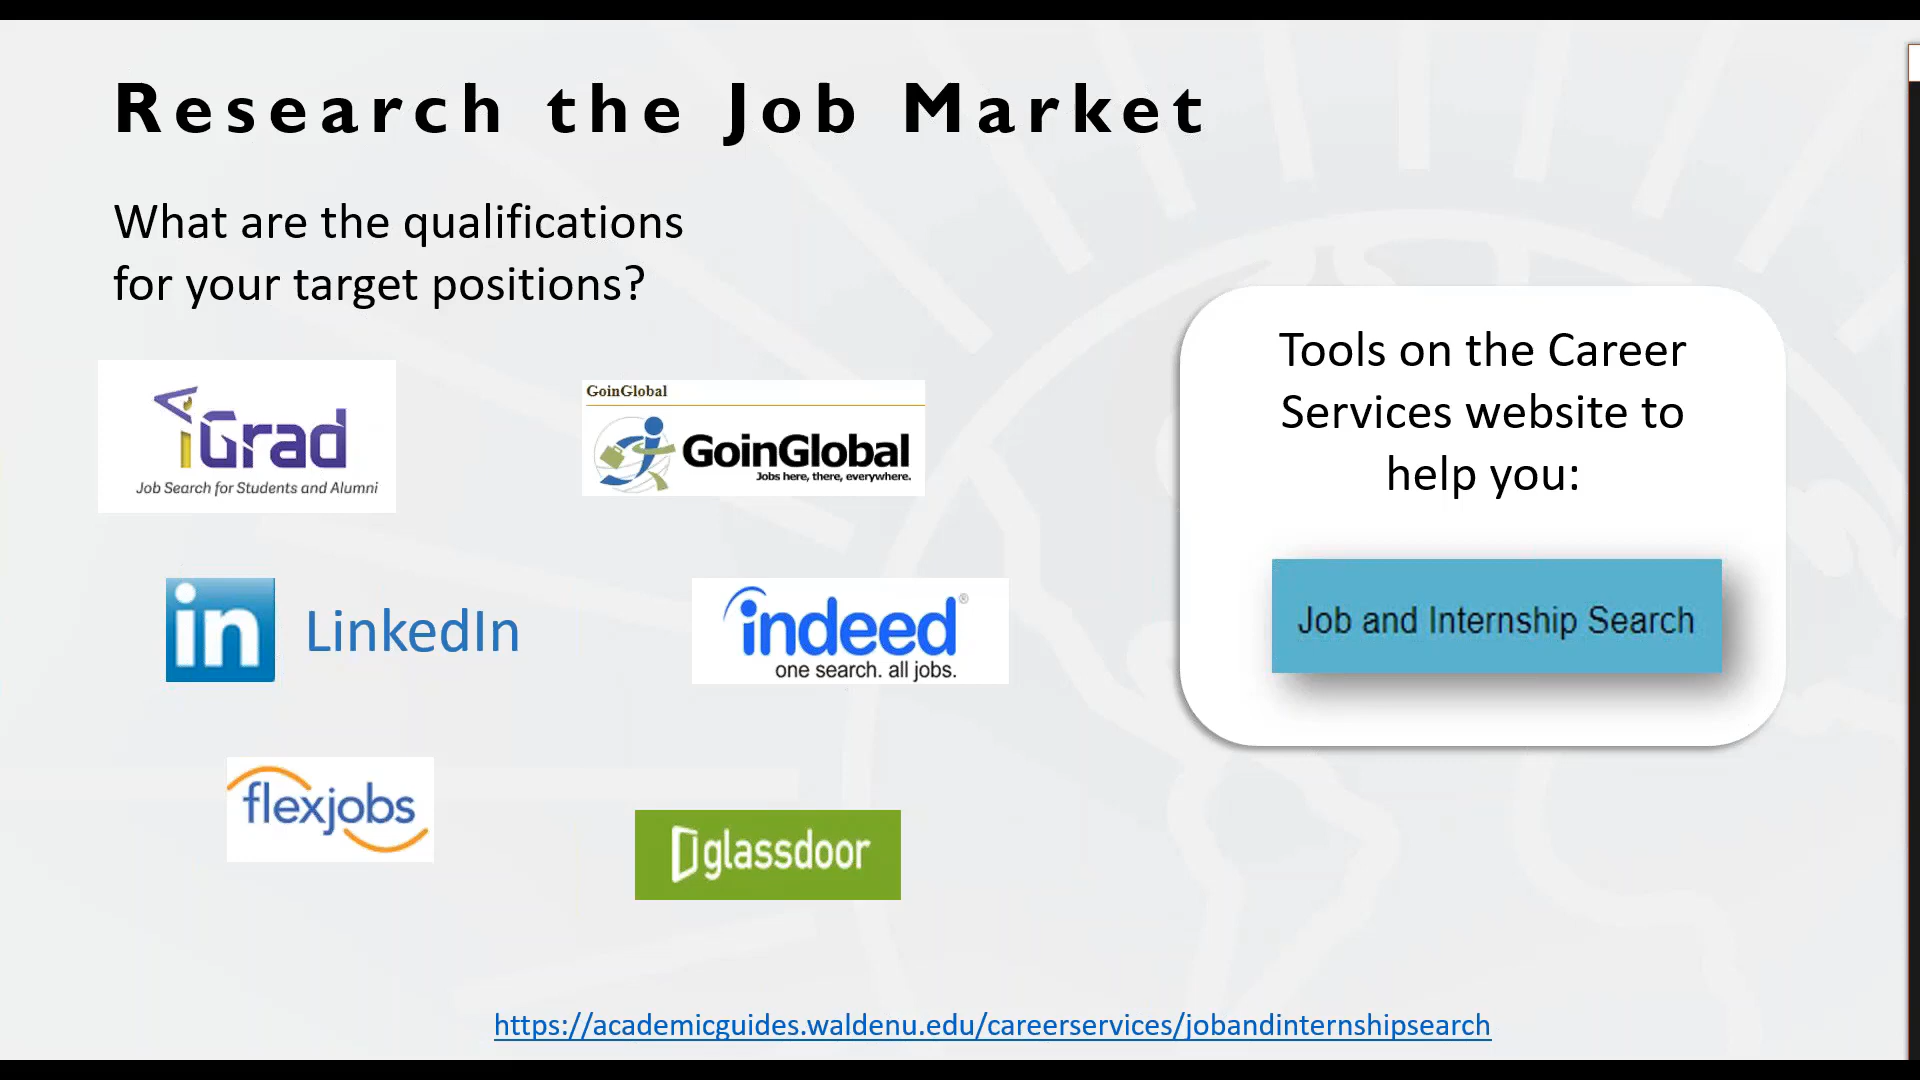 Research the Job Market
What are the qualifications
for your target positions?
iGrad
Job Search for Students and Alumni
GoinGlobal
GoinGlobal
Jobs here, there, everywhere.
in LinkedIn
indeed®
one search. all jobs.
flexjobs
glassdoor
Tools on the Career
Services website to
help you:
Job and Internship Search
https://academicguides.waldenu.edu/careerservices/jobandinternshipsearch